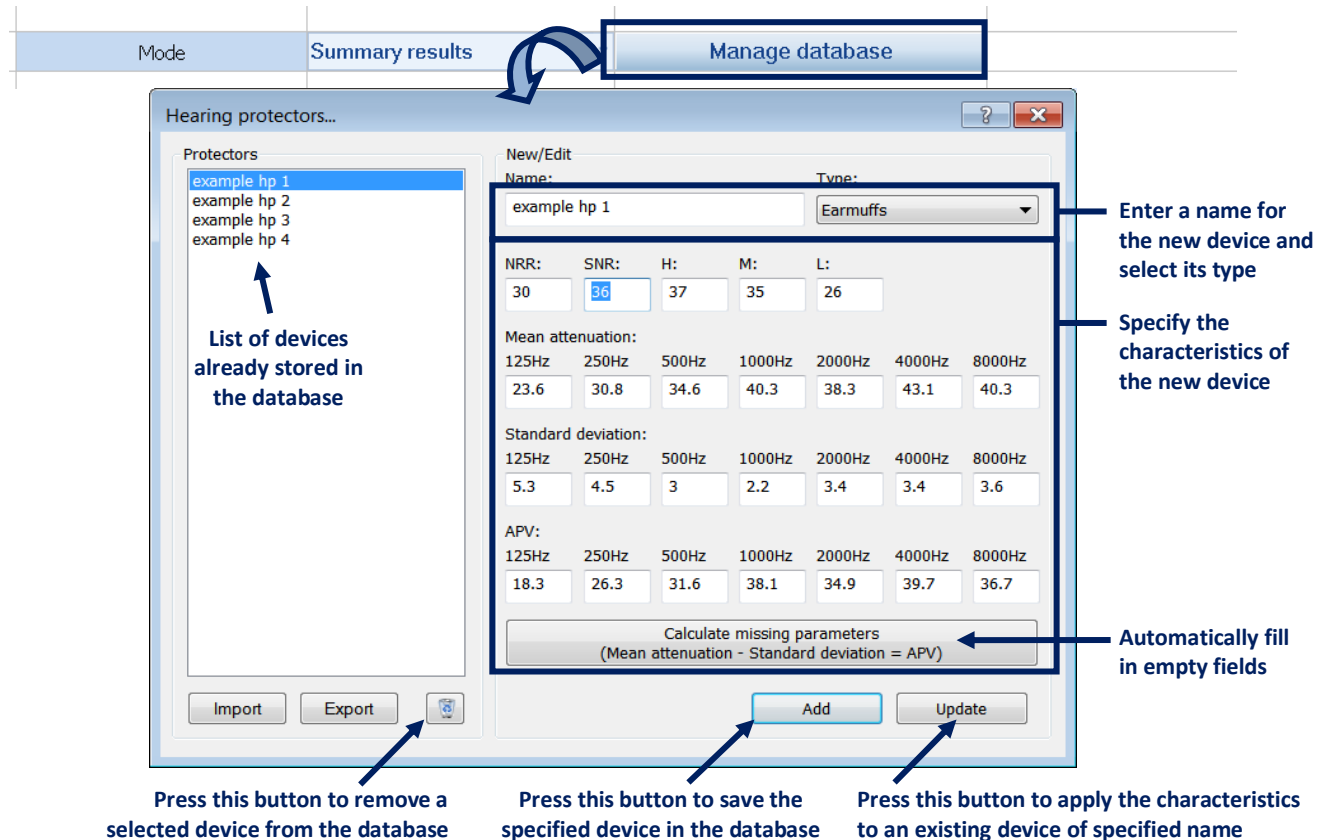 Mode Summary results Manage database
Hearing protectors...
Protectors
example hp 1
example hp 2
example hp 3
example hp 4
List of devices
already stored in
the database
Import Export
New/Edit
Name: Type:
example hp 1 Earmuffs
NRR: SNR: H: M: L:
30 36 37 35 26
Mean attenuation:
125Hz 250Hz 500Hz 1000Hz 2000Hz 4000Hz 8000Hz
23.6 30.8 34.6 40.3 38.3 43.1 40.3
Standard deviation:
125Hz 250Hz 500Hz 1000Hz 2000Hz 4000Hz 8000Hz
5.3 4.5 3 2.2 3.4 3.4 3.6
APV:
125Hz 250Hz 500Hz 1000Hz 2000Hz 4000Hz 8000Hz
18.3 26.3 31.6 38.1 34.9 39.7 36.7
Calculate missing parameters
(Mean attenuation - Standard deviation = APV)
Add Update
Enter a name for
the new device and
select its type
Specify the
characteristics of
the new device
Automatically fill
in empty fields
Press this button to remove a
selected device from the database
Press this button to save the
specified device in the database
Press this button to apply the characteristics
to an existing device of specified name